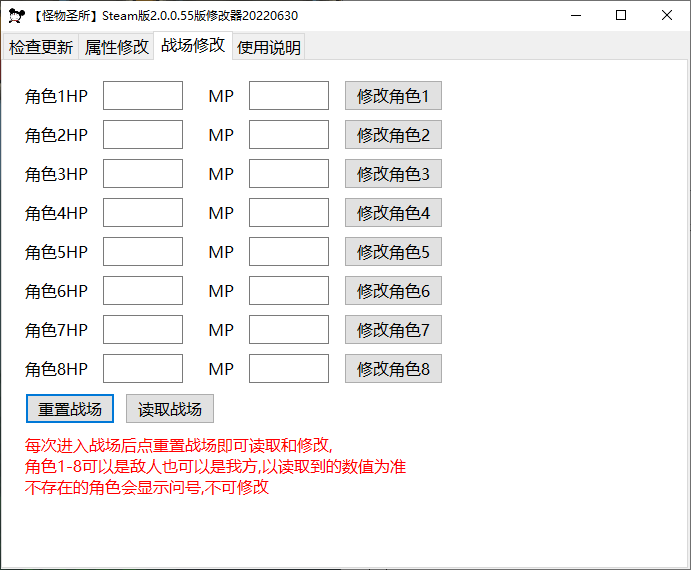 【怪物圣所】Steam版2.0.0.55版修改器20220630
检查更新 属性修改 战场修改 使用说明
角色1HP MP 修改角色1
角色2HP MP 修改角色2
角色3HP MP 修改角色3
角色4HP MP 修改角色4
角色5HP MP 修改角色5
角色6HP MP 修改角色6
角色7HP MP 修改角色7
角色8HP MP 修改角色8
重置战场 读取战场
每次进入战场后点重置战场即可读取和修改,
角色1-8可以是敌人也可以是我方,以读取到的数值为准
不存在的角色会显示问号,不可修改